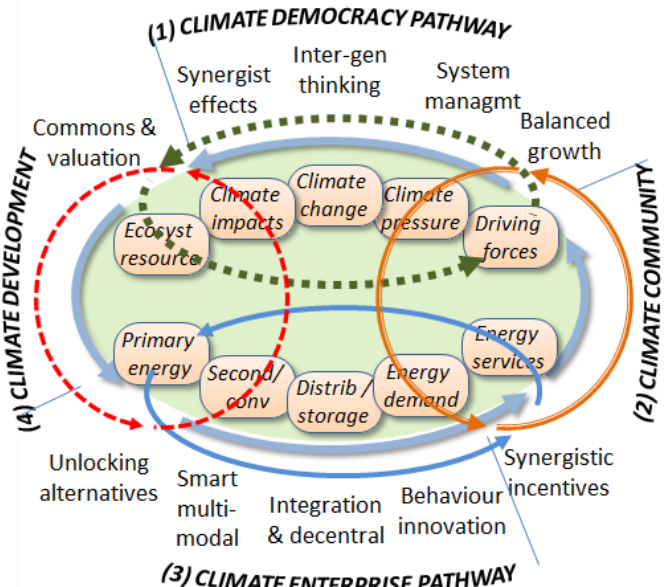 (1) CLIMATE DEMOCRACY PATHWAY
Inter-gen
thinking
Synergist
effects
System
managmt
Commons &
valuation
Balanced
growth
(4) CLIMATE DEVELOPMENT
(2) CLIMATE COMMUNITY
Ecosyst
resource
Climate
impacts
Climate
change
Climate
pressure
Driving
forces
Primary
energy
Second/
conv
Distrib /
storage
Energy
demand
Energy
services
Unlocking
alternatives
Smart
multi-
modal
Integration
& decentral
Behaviour
innovation
Synergistic
incentives
(3) CLIMATE ENTERPRISE PATHWAY